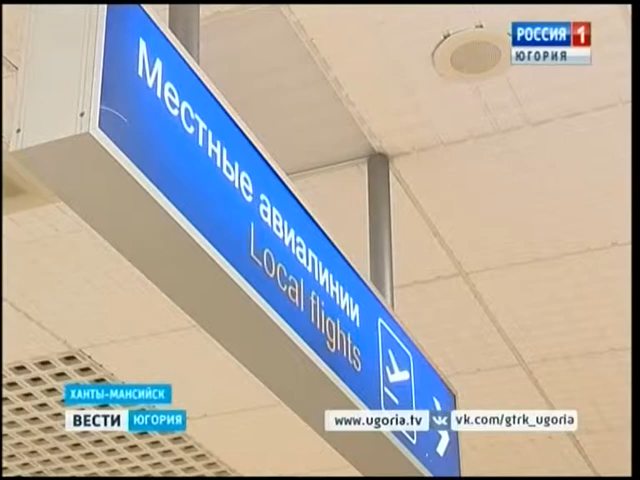 РОССИЯ 1
ЮГОРИЯ
Местные авиалинии
Local flights
ХАНТЫ-МАНСИЙСК
ВЕСТИ ЮГОРИЯ
www.ugoria.tv vk.com/gtrk_ugoria